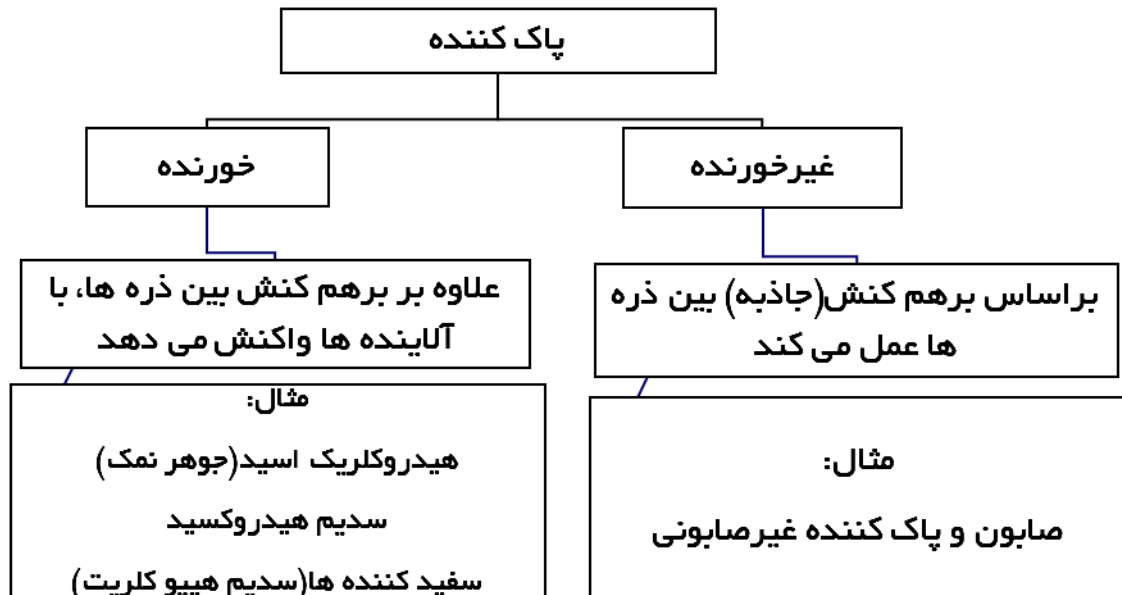 پاک کننده
غیرخورنده
خورنده
براساس برهم کنش(جاذبه) بین ذره
ها عمل می کند
علاوه بر برهم کنش بین ذره ها، با
آلاینده ها واکنش می دهد
مثال:
صابون و پاک کننده غیرصابونی
مثال:
هیدروکلریک اسید(جوهر نمک)
سدیم هیدروکسید
سفید کننده ها(سدیم هیپو کلریت)